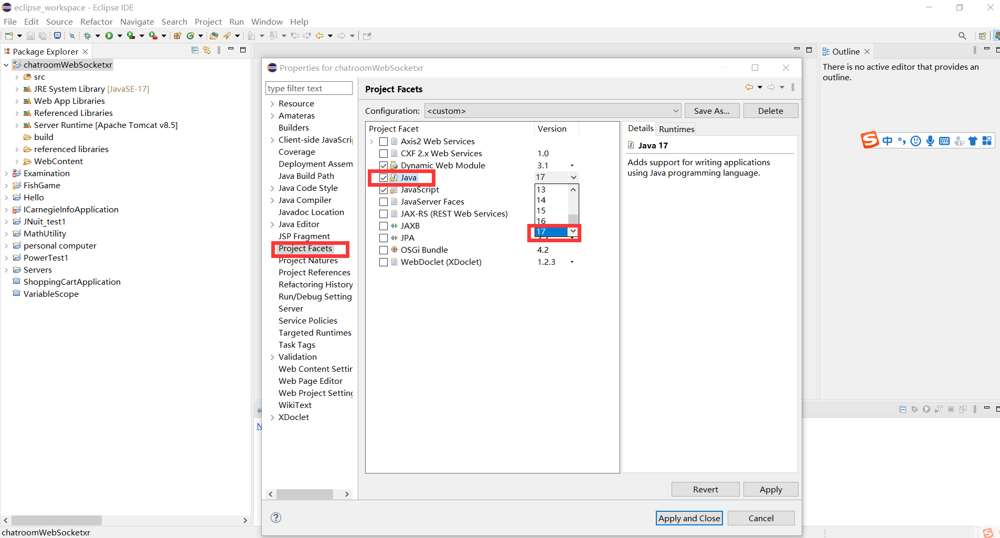 eclipse_workspace - Eclipse IDE
File Edit Source Refactor Navigate Search Project Run Window Help
Package Explorer
chatroomWebSocketxr
src
JRE System Library [JavaSE-17]
Web App Libraries
Referenced Libraries
Server Runtime [Apache Tomcat v8.5]
build
referenced libraries
WebContent
Examination
FishGame
Hello
ICarnegieInfoApplication
JNuit_test1
MathUtility
personal computer
PowerTest1
Servers
ShoppingCartApplication
VariableScope
Properties for chatroomWebSocketxr
type filter text
Resource
Amateras
Builders
Client-side JavaScri
Coverage
Deployment Assem
Java Build Path
Java Code Style
Java Compiler
Javadoc Location
Java Editor
JSP Fragment
Project Facets
Project Natures
Project References
Refactoring History
Run/Debug Setting
Server
Service Policies
Targeted Runtimes
Task Tags
Validation
Web Content Settin
Web Page Editor
Web Project Setting
WikiText
XDoclet
Project Facets
Configuration: <custom> Save As... Delete
Project Facet Version
Axis2 Web Services
CXF 2.x Web Services 1.0
Dynamic Web Module 3.1
Java 17
JavaScript
JavaServer Faces
JAX-RS (REST Web Services)
JAXB
JPA
OSGi Bundle 4.2
WebDoclet (XDoclet) 1.2.3
13
14
15
16
17
Details Runtimes
Java 17
Adds support for writing applications
using Java programming language.
Revert Apply
Apply and Close Cancel
Outline
There is no active editor that provides an
outline.
S 中
@
N
chatroomWebSocketxr
S